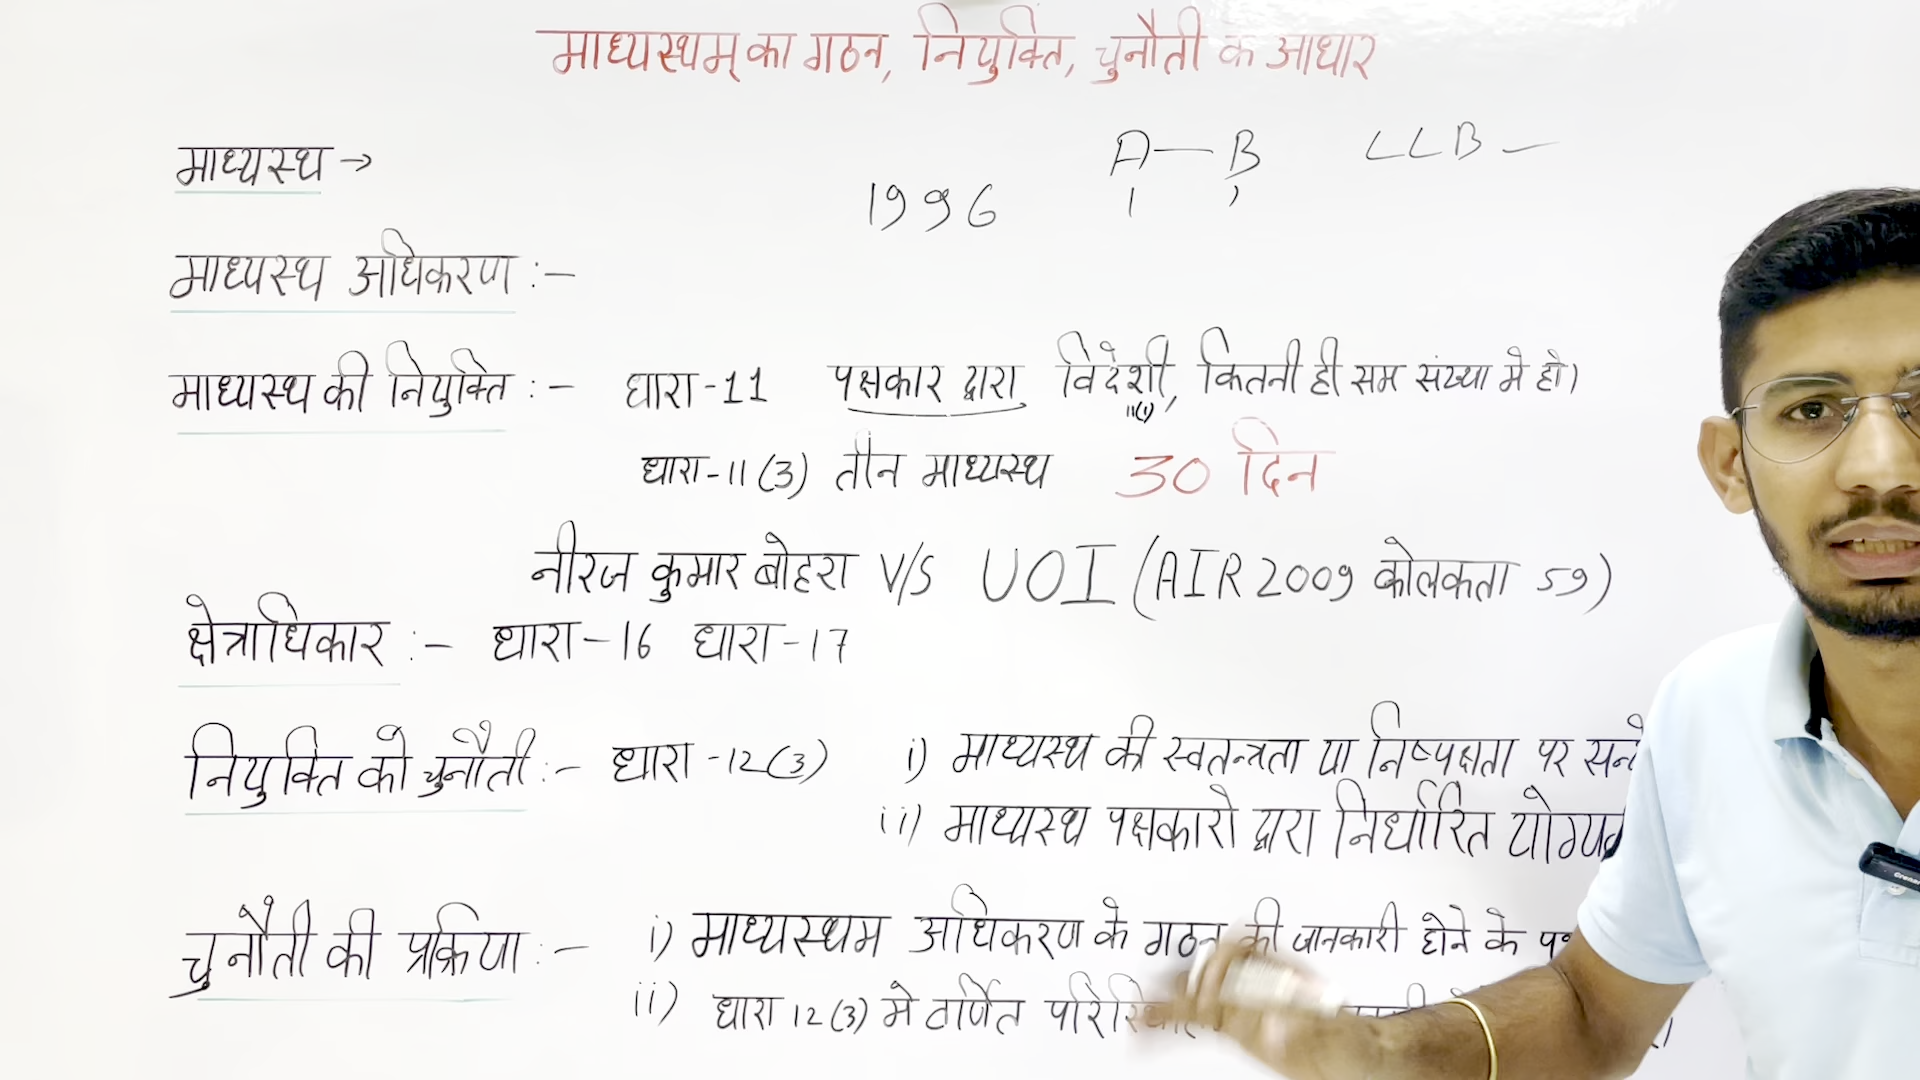 माध्यस्थम् का गठन, नियुक्ति, चुनौती के आधार
A — B LLB —
माध्यस्थ →
1996
माध्यस्थ अधिकरण :-
माध्यस्थ की नियुक्ति :- धारा-11 पक्षकार द्वारा विदेशी, कितनी ही सम संख्या मे हो।
11(1)
धारा-11(3) तीन माध्यस्थ 30 दिन
नीरज कुमार बोहरा V/S UOI (AIR 2009 कोलकता 59)
क्षेत्राधिकार :- धारा-16 धारा-17
नियुक्ति को चुनौती :- धारा-12(3) i) माध्यस्थ की स्वतन्त्रता या निष्पक्षता पर
ii) माध्यस्थ पक्षकारो द्वारा निर्धारित
चुनौती की प्रक्रिया :- i) माध्यस्थम अधिकरण के गठन की जानकारी होने के
ii) धारा 12(3) मे वर्णित